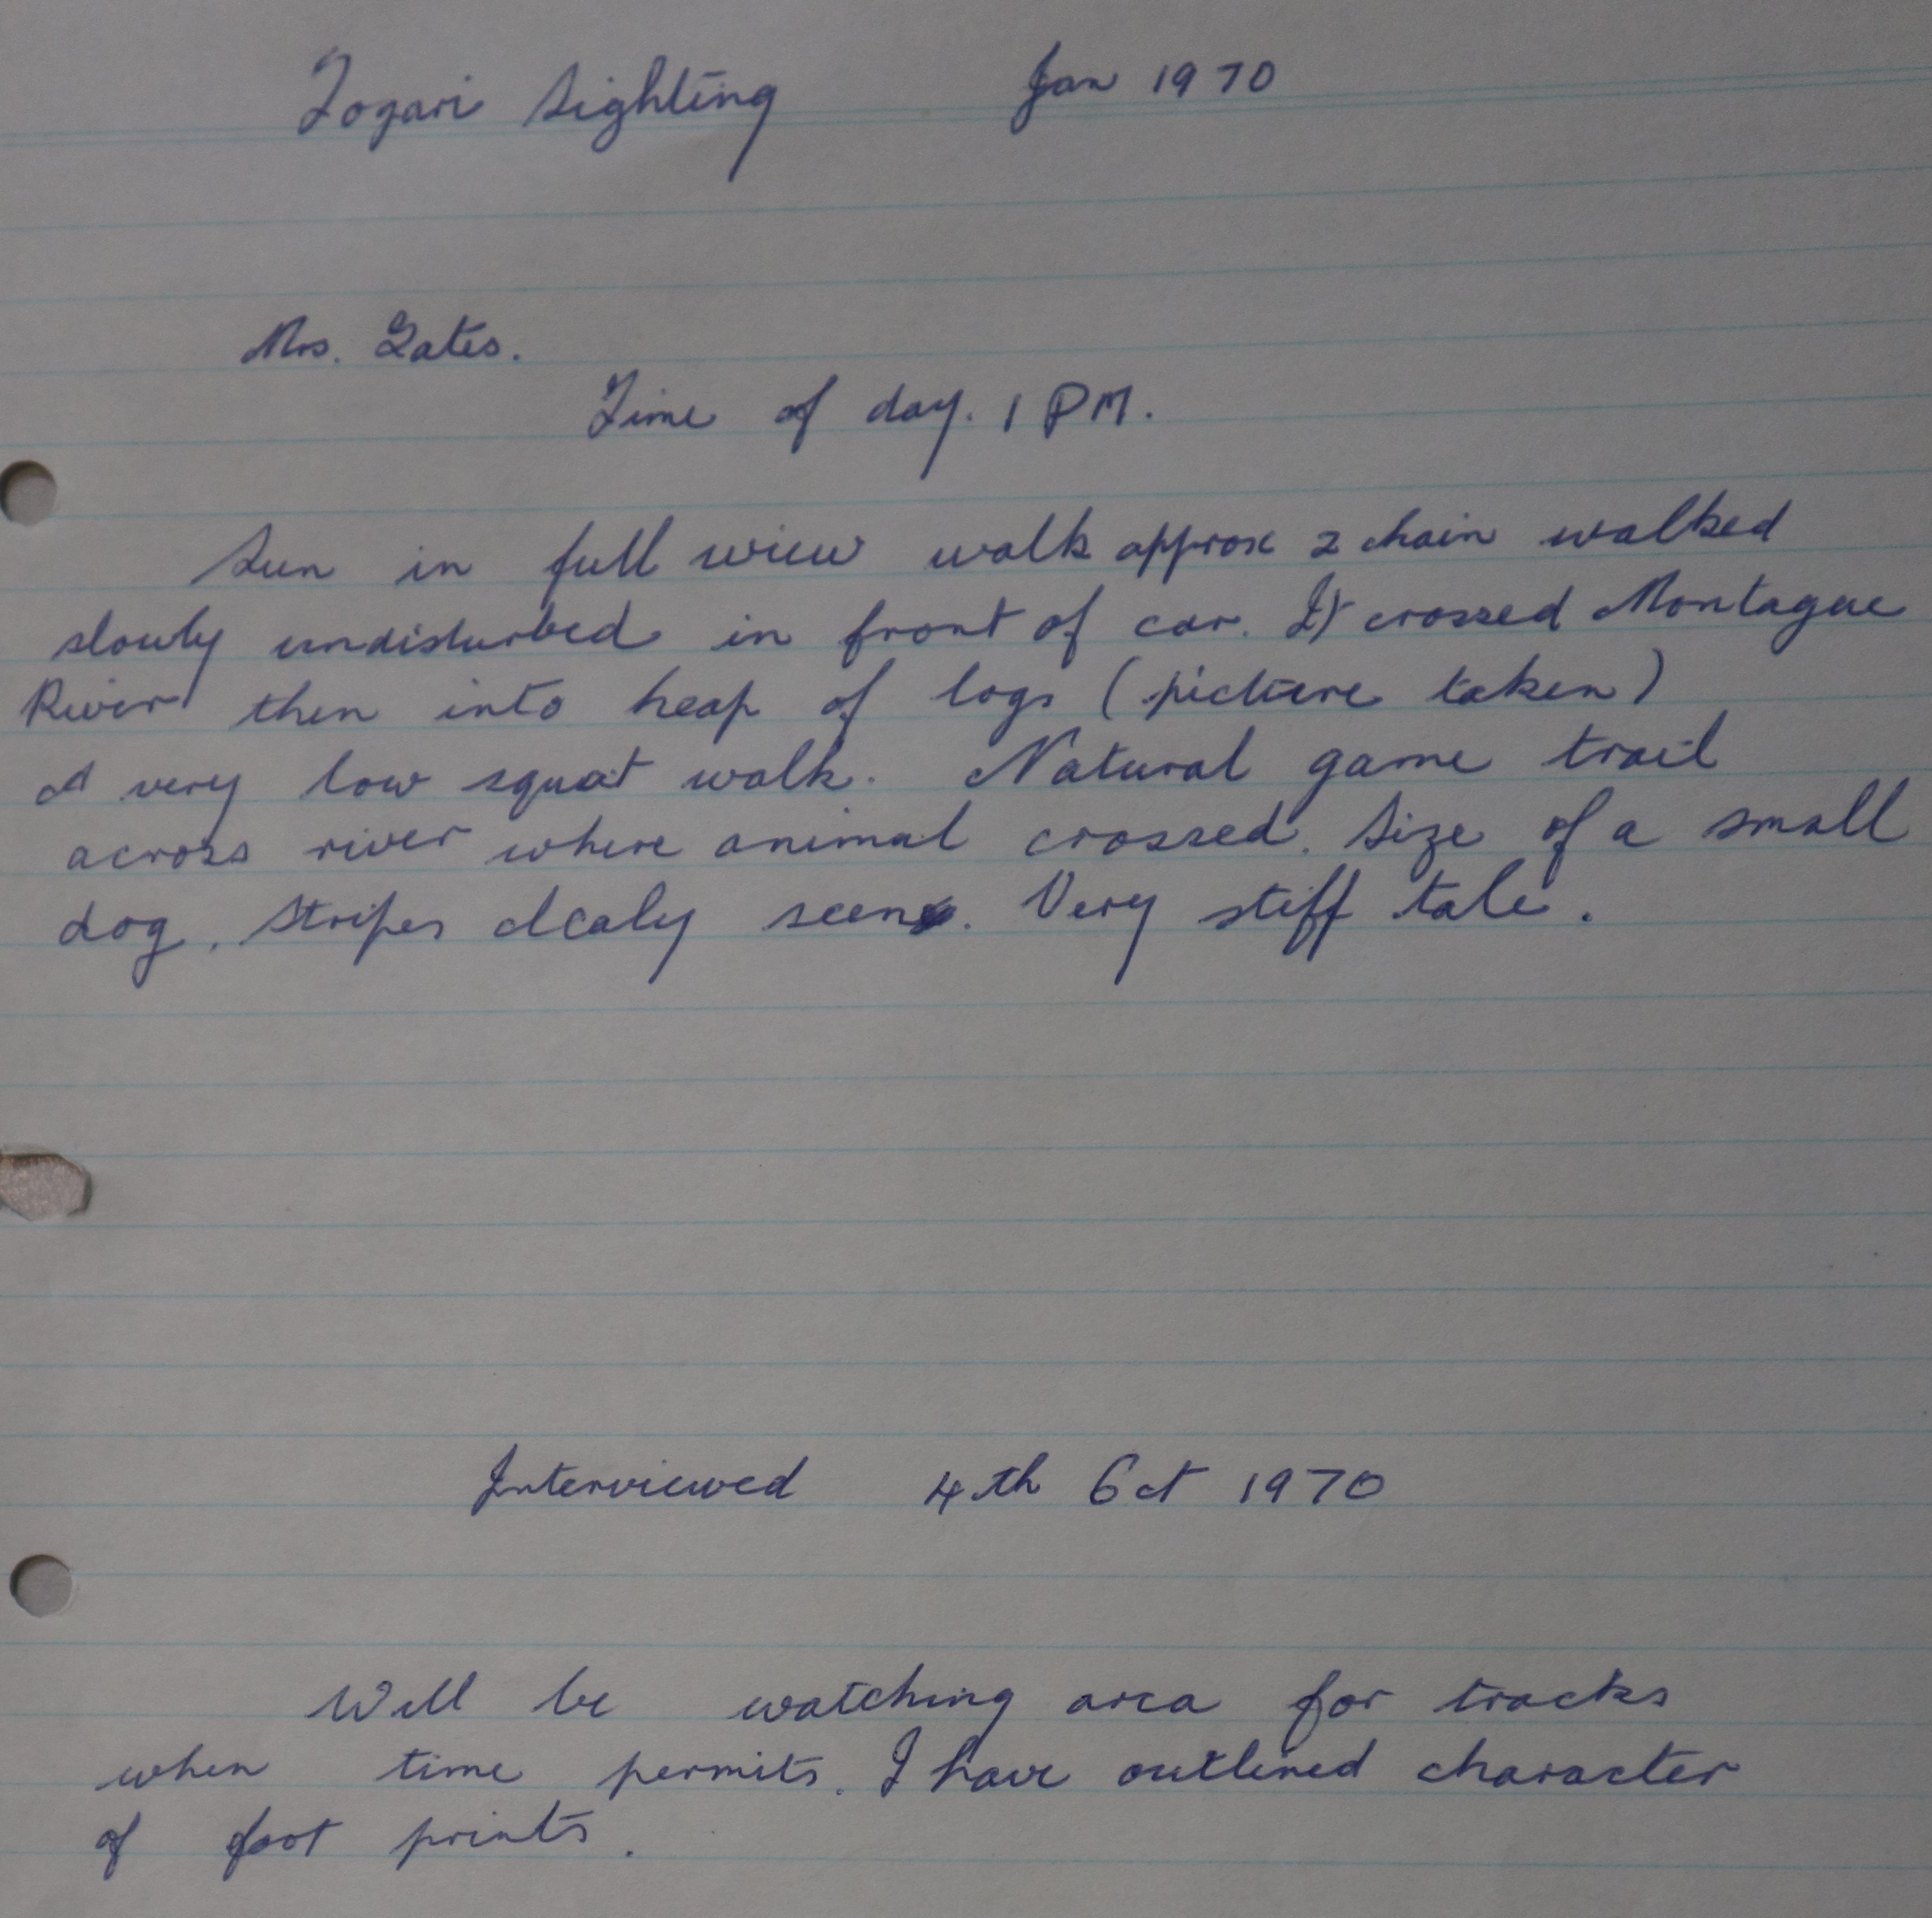 Togari Sighting Jan 1970
Mrs. Gates.
Time of day. 1 PM.
Sun in full wiew walk approx 2 chain walked
slowly undisturbed in front of car. It crossed Montague
River then into heap of logs (picture taken)
A very low squat walk. Natural game trail
across river where animal crossed. Size of a small
dog, stripes clealy seen. Very stiff tale.
Interviewed 4th Oct 1970
Will be watching area for tracks
when time permits. I have outlined character
of foot prints.